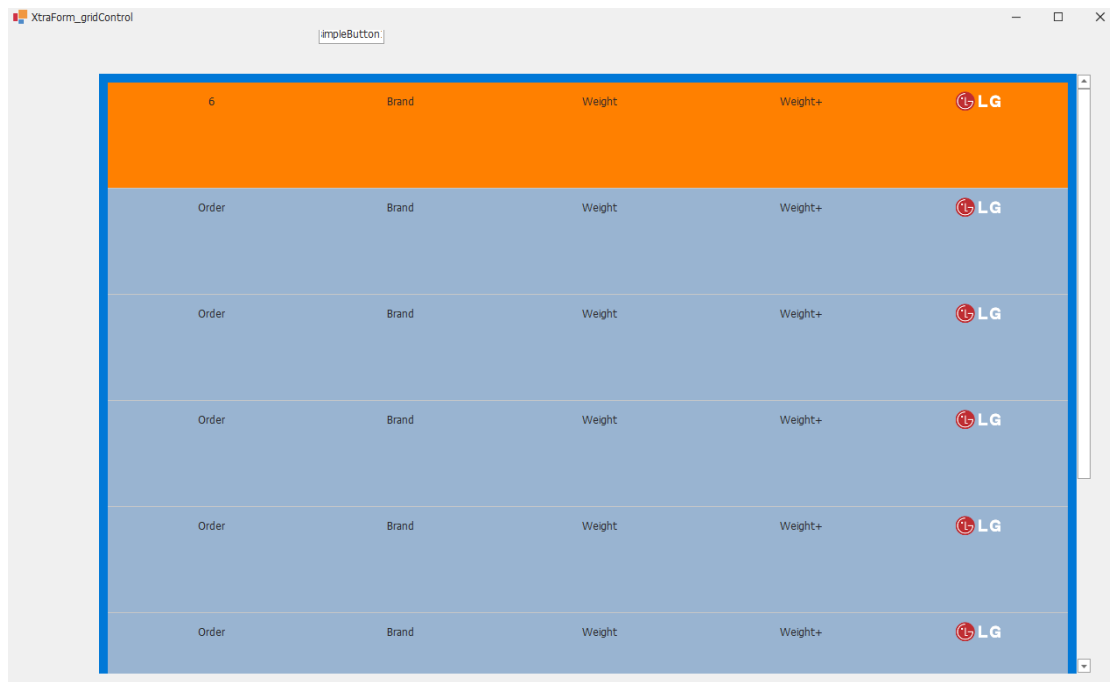 XtraForm_gridControl
impleButton
6 Brand Weight Weight+ LG
Order Brand Weight Weight+ LG
Order Brand Weight Weight+ LG
Order Brand Weight Weight+ LG
Order Brand Weight Weight+ LG
Order Brand Weight Weight+ LG